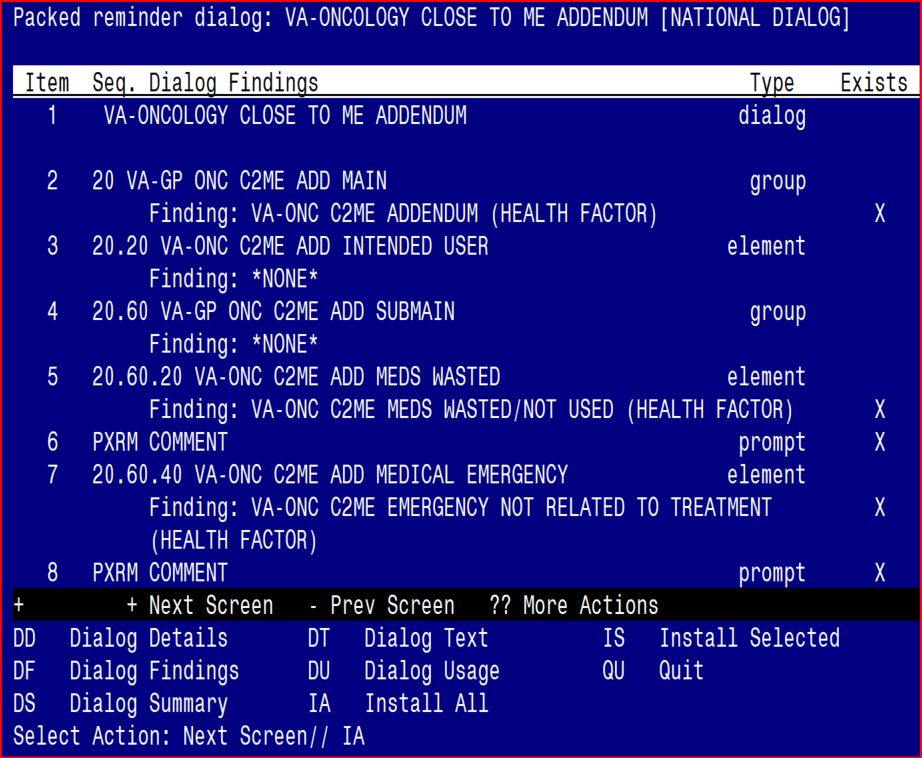 Packed reminder dialog: VA-ONCOLOGY CLOSE TO ME ADDENDUM [NATIONAL DIALOG]
Item Seq. Dialog Findings Type Exists
1 VA-ONCOLOGY CLOSE TO ME ADDENDUM dialog
2 20 VA-GP ONC C2ME ADD MAIN group
Finding: VA-ONC C2ME ADDENDUM (HEALTH FACTOR) X
3 20.20 VA-ONC C2ME ADD INTENDED USER element
Finding: *NONE*
4 20.60 VA-GP ONC C2ME ADD SUBMAIN group
Finding: *NONE*
5 20.60.20 VA-ONC C2ME ADD MEDS WASTED element
Finding: VA-ONC C2ME MEDS WASTED/NOT USED (HEALTH FACTOR) X
6 PXRM COMMENT prompt X
7 20.60.40 VA-ONC C2ME ADD MEDICAL EMERGENCY element
Finding: VA-ONC C2ME EMERGENCY NOT RELATED TO TREATMENT X
(HEALTH FACTOR)
8 PXRM COMMENT prompt X
+ + Next Screen - Prev Screen ?? More Actions
DD Dialog Details DT Dialog Text IS Install Selected
DF Dialog Findings DU Dialog Usage QU Quit
DS Dialog Summary IA Install All
Select Action: Next Screen// IA